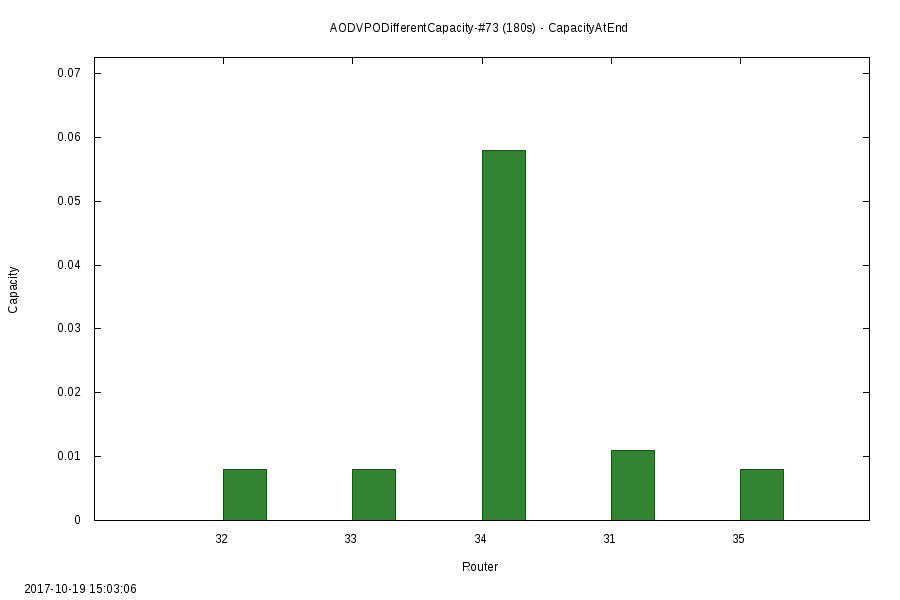 AODVPODifferentCapacity-#73 (180s) - CapacityAtEnd
0.07
0.06
0.05
0.04
0.03
0.02
0.01
0
Capacity
32 33 34 31 35
Router
2017-10-19 15:03:06